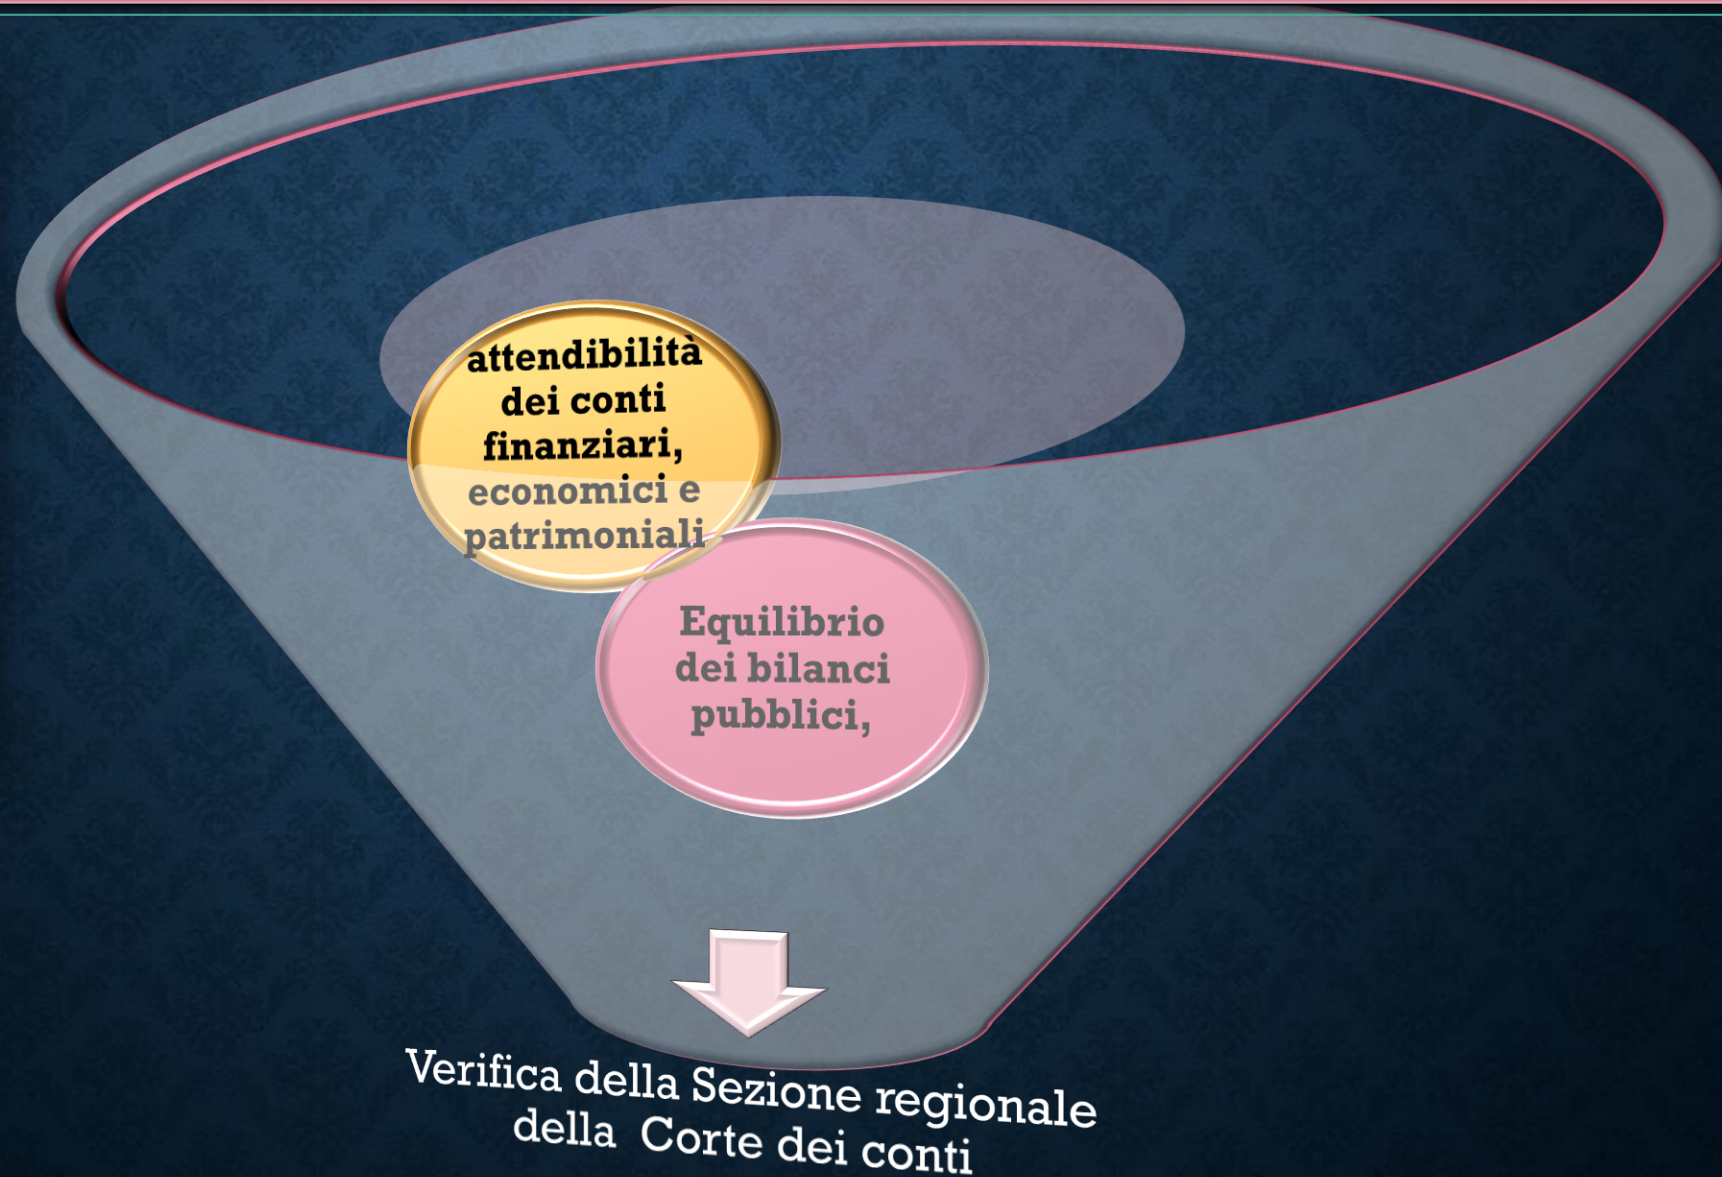 attendibilità
dei conti
finanziari,
economici e
patrimoniali
Equilibrio
dei bilanci
pubblici,
Verifica della Sezione regionale
della Corte dei conti